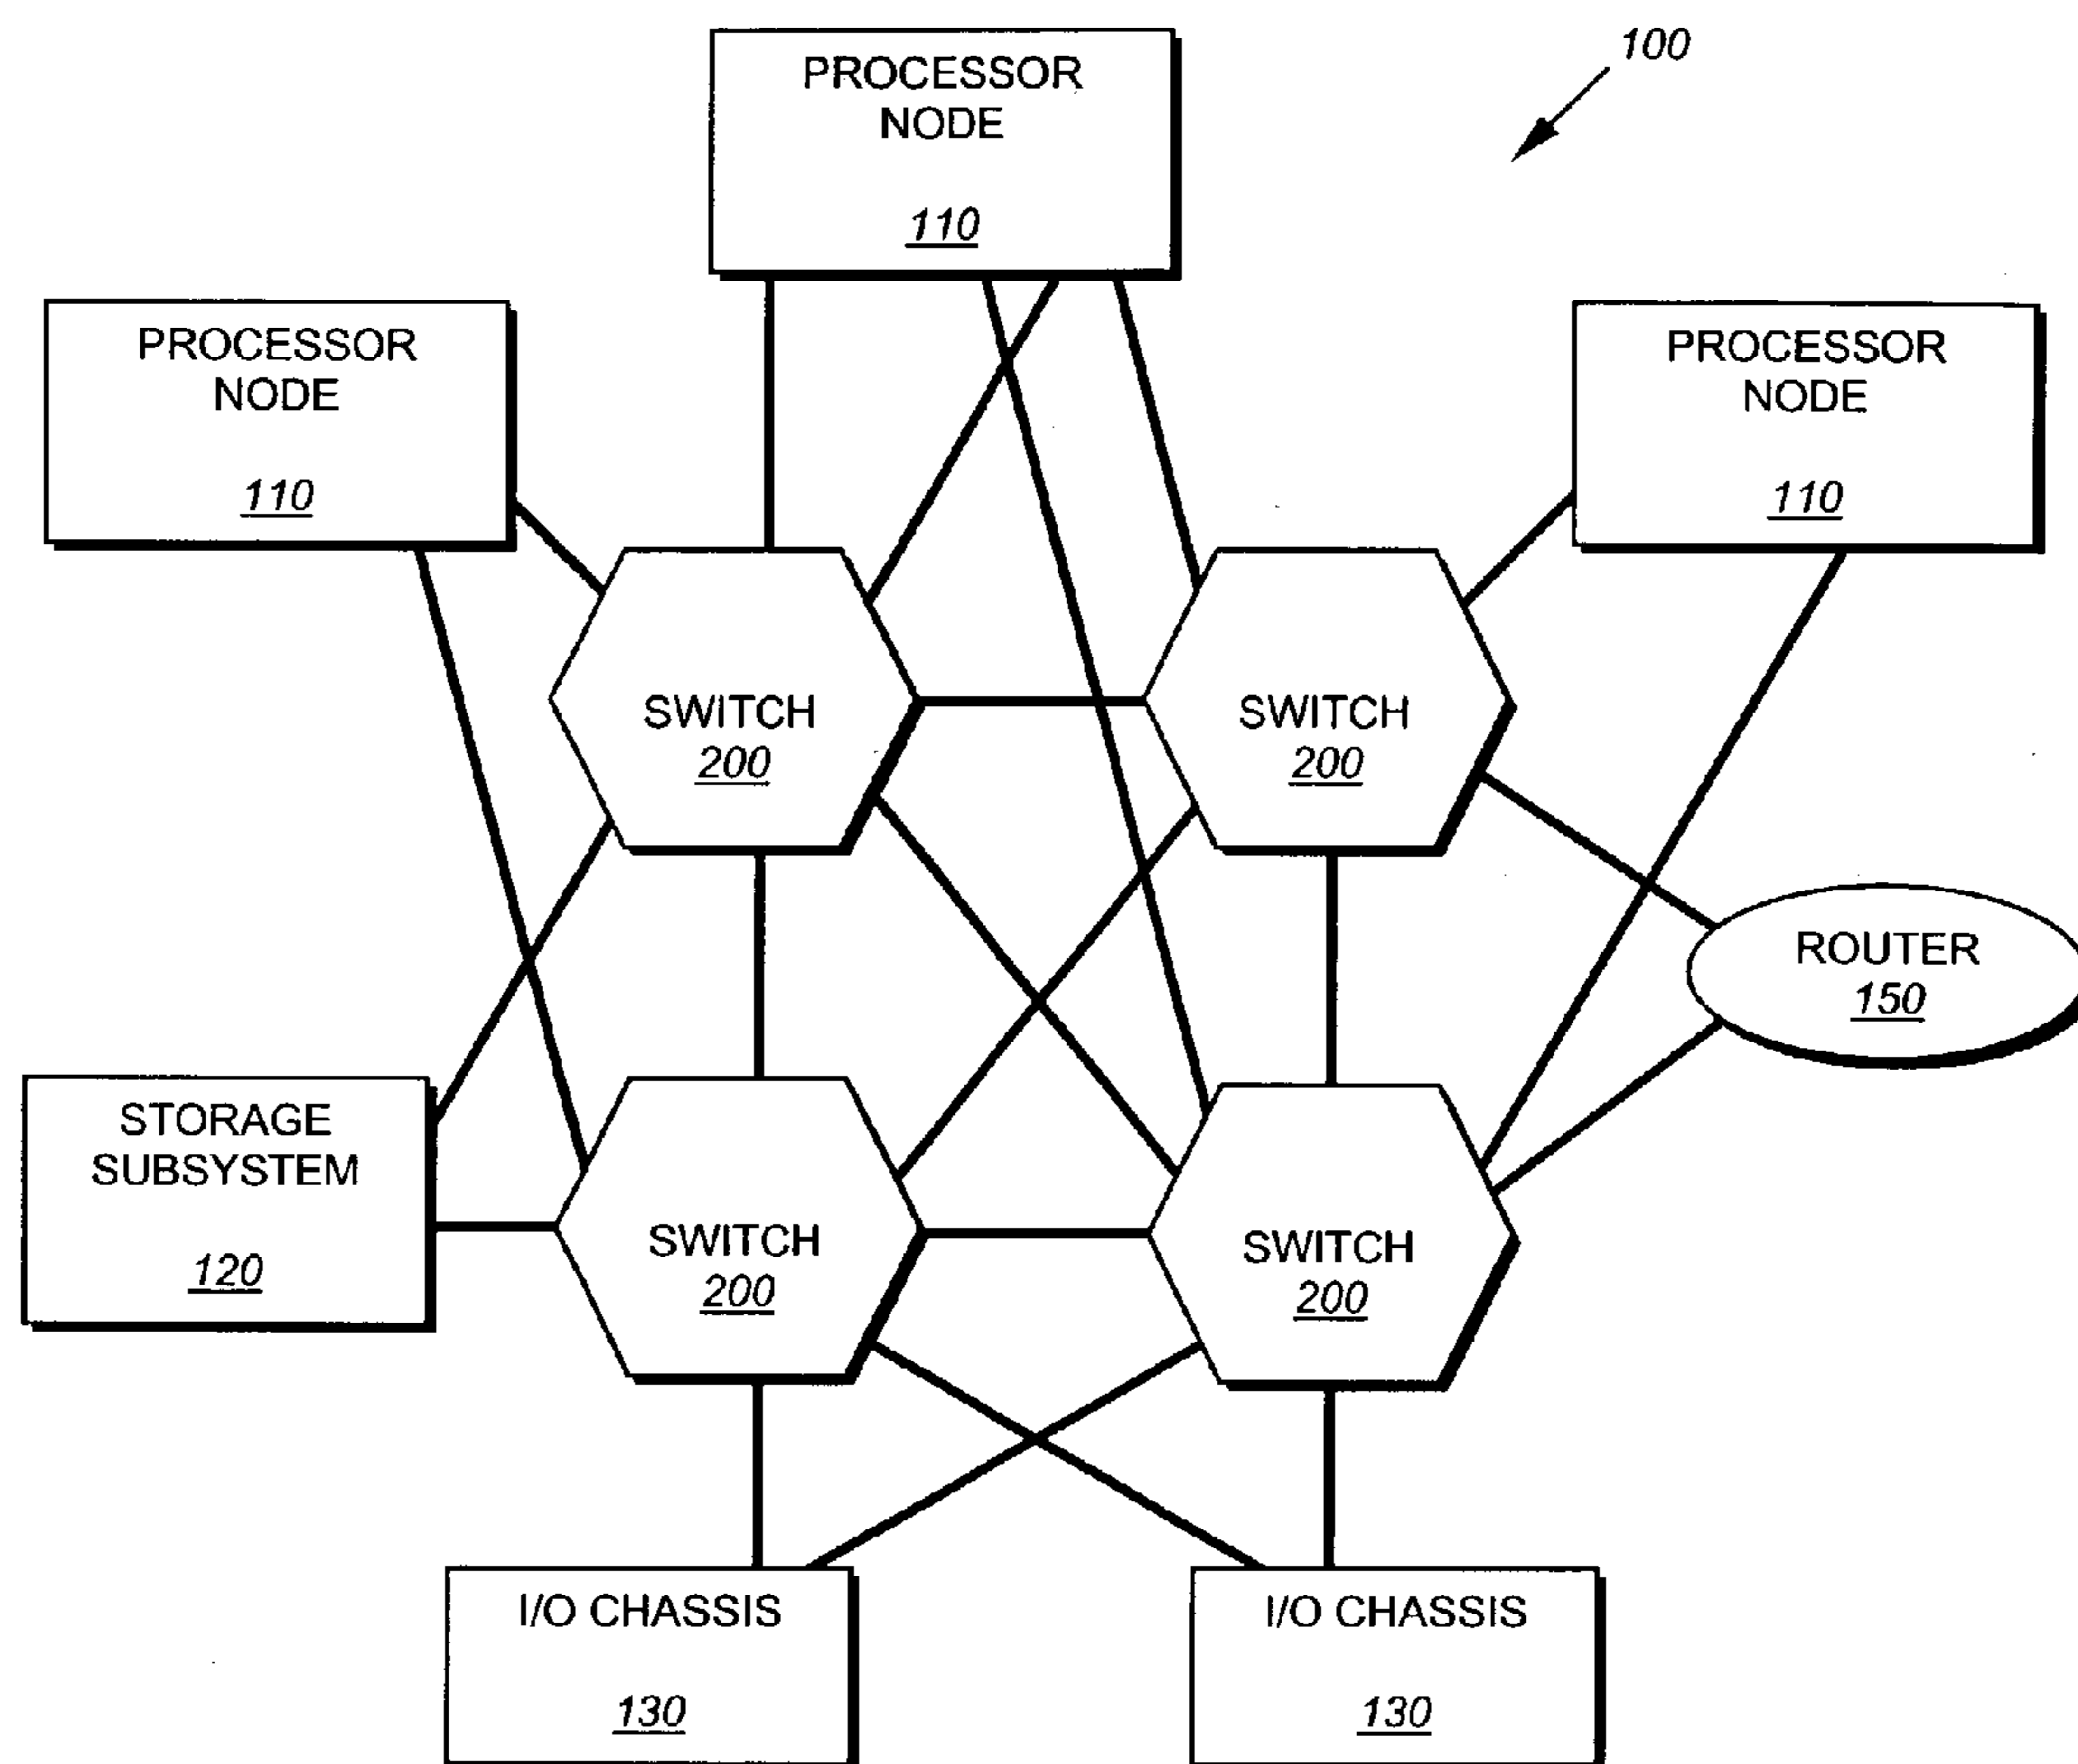 100
PROCESSOR
NODE
110
PROCESSOR
NODE
110
PROCESSOR
NODE
110
SWITCH
200
SWITCH
200
ROUTER
150
STORAGE
SUBSYSTEM
120
SWITCH
200
SWITCH
200
I/O CHASSIS
130
I/O CHASSIS
130